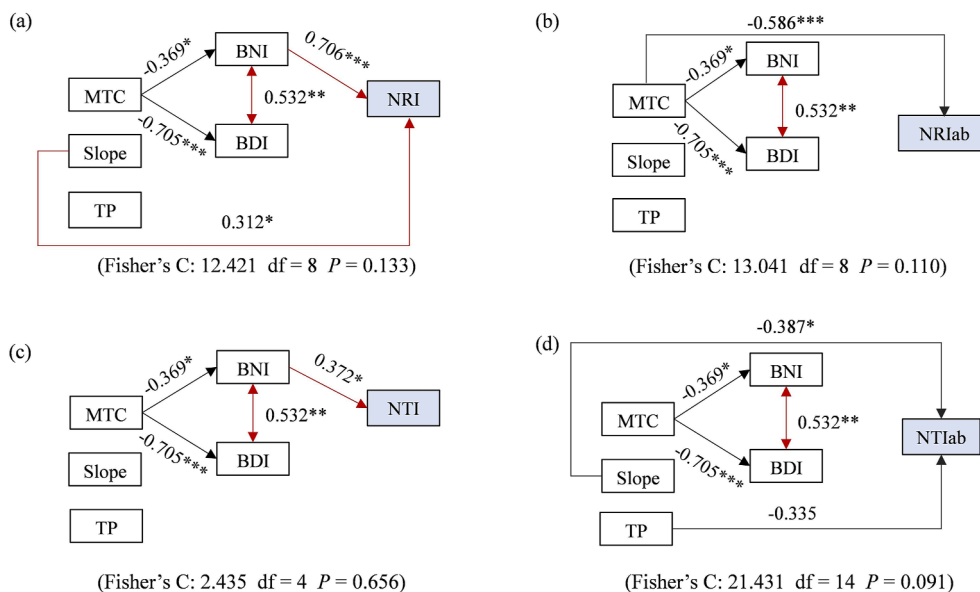 (a)
-0.369*
BNI
0.706***
MTC
0.532**
NRI
-0.705***
BDI
Slope
TP
0.312*
(Fisher’s C: 12.421 df = 8 P = 0.133)
(b)
-0.586***
-0.369*
BNI
MTC
0.532**
NRIab
-0.705***
BDI
Slope
TP
(Fisher’s C: 13.041 df = 8 P = 0.110)
(c)
-0.369*
BNI
0.372*
MTC
0.532**
NTI
-0.705***
BDI
Slope
TP
(Fisher’s C: 2.435 df = 4 P = 0.656)
(d)
-0.387*
-0.369*
BNI
MTC
0.532**
NTIab
-0.705***
BDI
Slope
TP
-0.335
(Fisher’s C: 21.431 df = 14 P = 0.091)